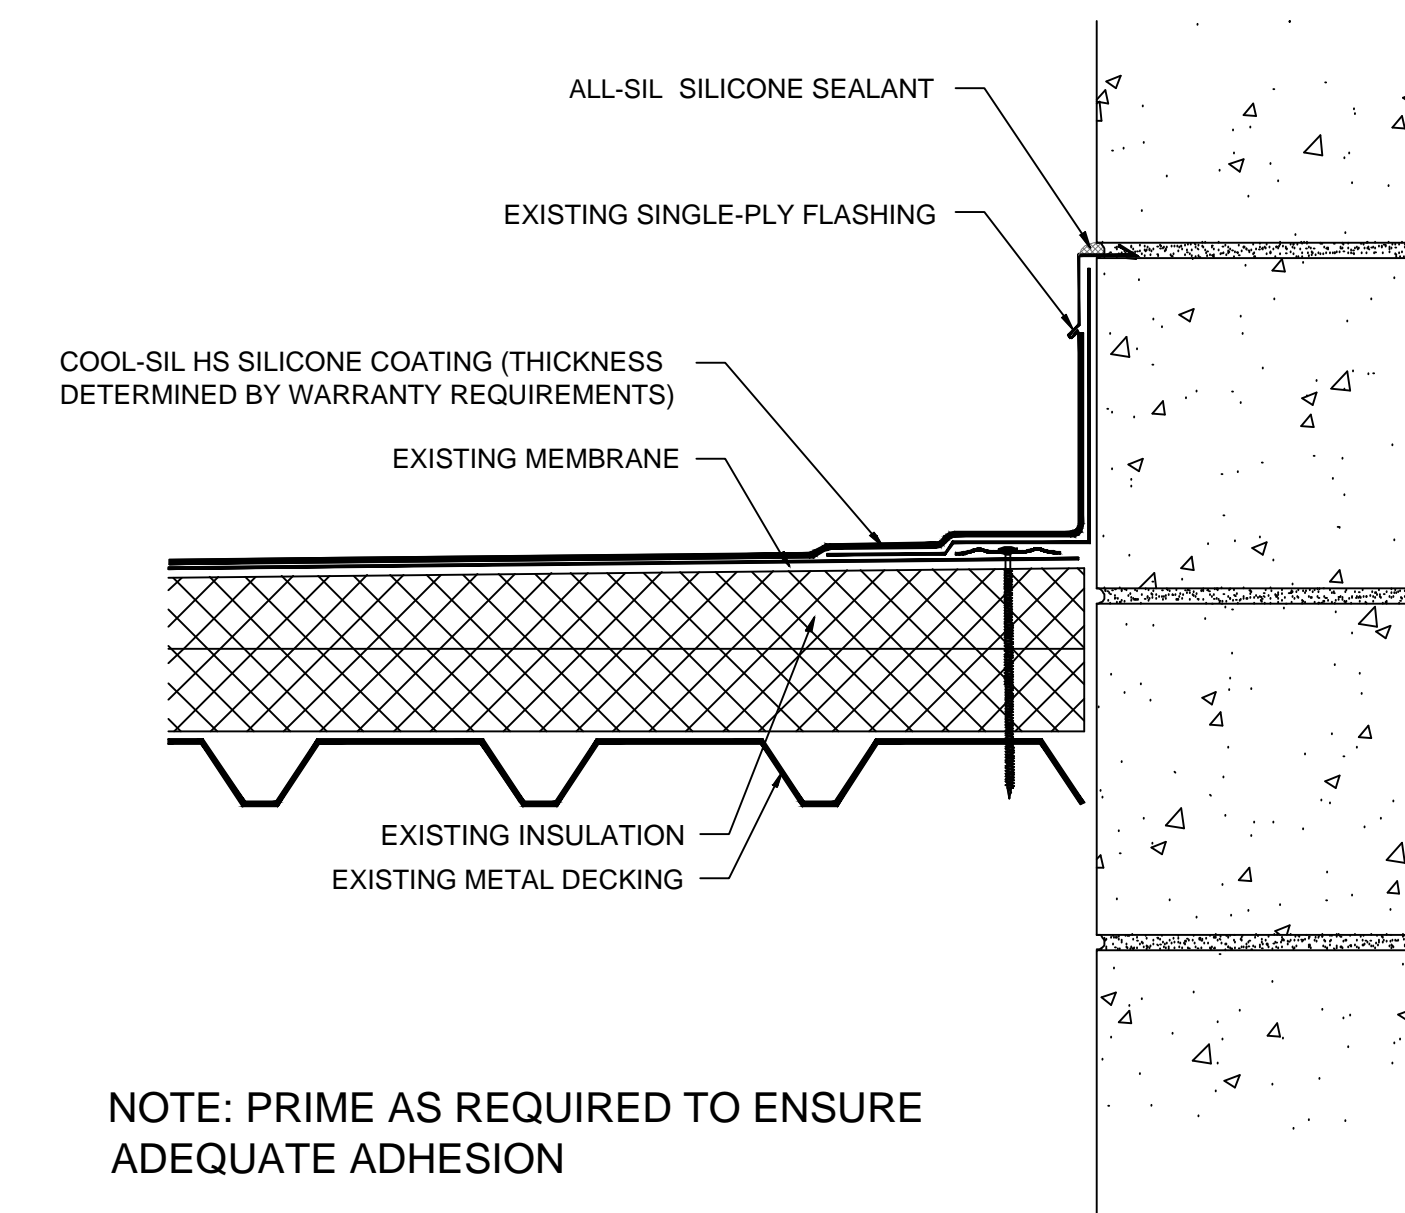 ALL-SIL  SILICONE SEALANT
EXISTING SINGLE-PLY FLASHING
COOL-SIL HS SILICONE COATING (THICKNESS
DETERMINED BY WARRANTY REQUIREMENTS)
EXISTING MEMBRANE
EXISTING INSULATION
EXISTING METAL DECKING
NOTE: PRIME AS REQUIRED TO ENSURE
ADEQUATE ADHESION